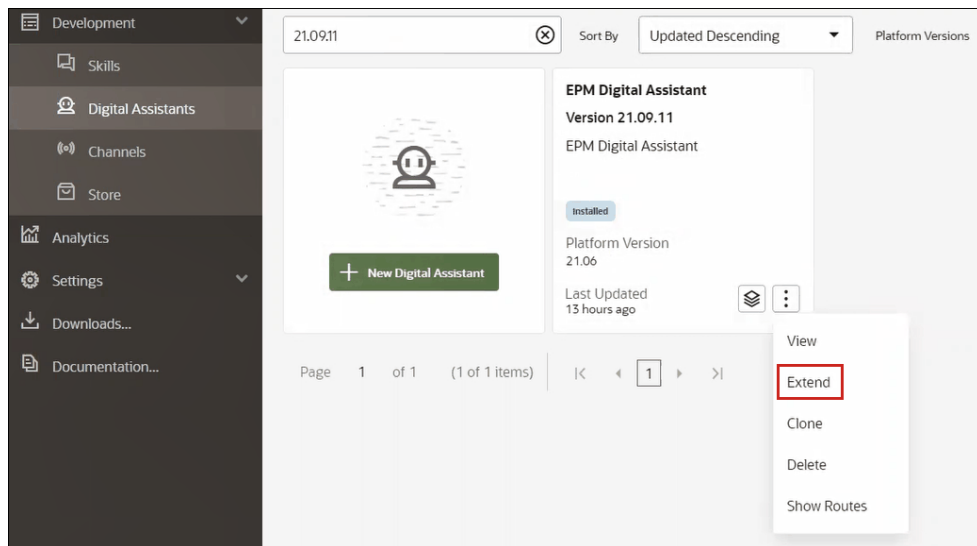 Development
Skills
Digital Assistants
Channels
Store
Analytics
Settings
Downloads...
Documentation...
21.09.11
Sort By
Updated Descending
Platform Versions
New Digital Assistant
EPM Digital Assistant
Version 21.09.11
EPM Digital Assistant
Installed
Platform Version
21.06
Last Updated
13 hours ago
Page 1 of 1 (1 of 1 items) 1
View
Extend
Clone
Delete
Show Routes